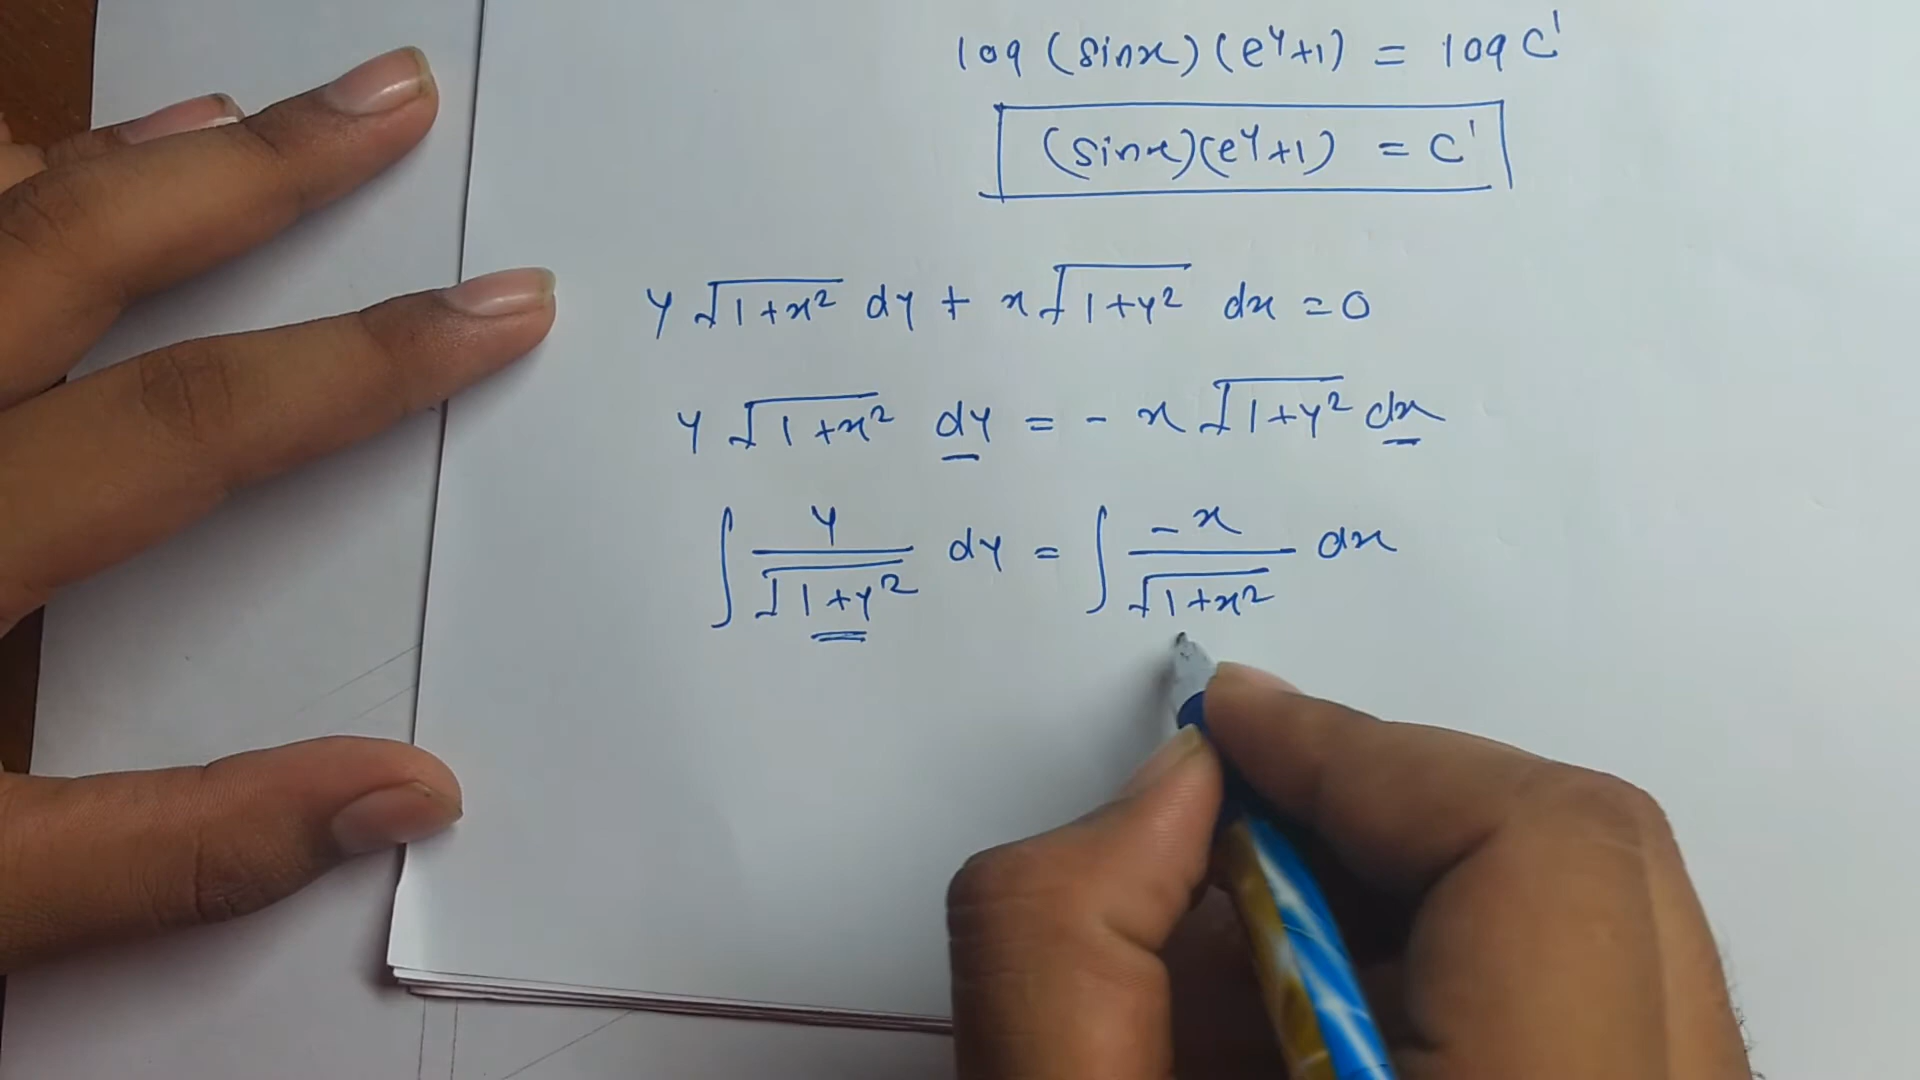 log (sinx) (e^y+1) = log C'
(sinx)(e^y+1) = C'
y √1+x² dy + x √1+y² dx = 0
y √1+x² dy = - x √1+y² dx
∫ y/√1+y² dy = ∫ -x/√1+x² dx